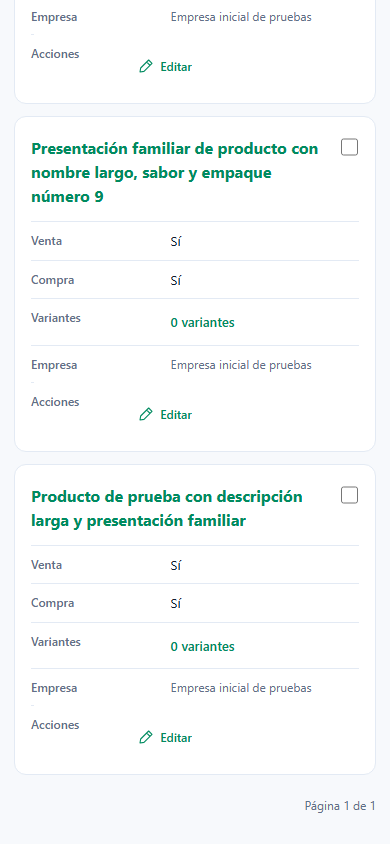 Empresa Empresa inicial de pruebas
Acciones
Editar
Presentación familiar de producto con
nombre largo, sabor y empaque
número 9
Venta Sí
Compra Sí
Variantes 0 variantes
Empresa Empresa inicial de pruebas
Acciones
Editar
Producto de prueba con descripción
larga y presentación familiar
Venta Sí
Compra Sí
Variantes 0 variantes
Empresa Empresa inicial de pruebas
Acciones
Editar
Página 1 de 1